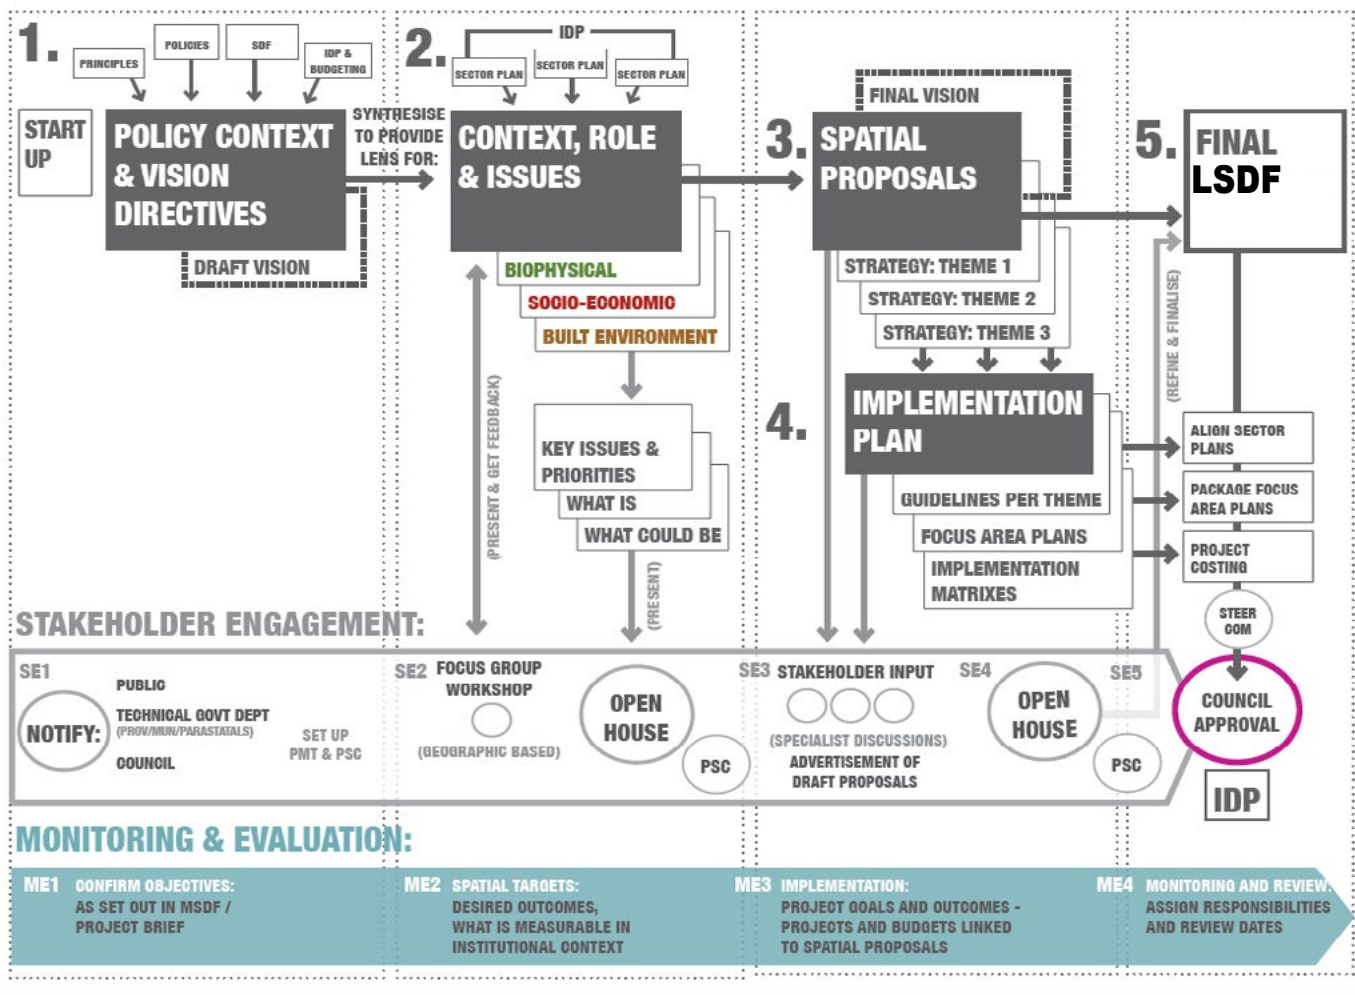 1.
PRINCIPLES
POLICIES
SDF
IDP &
BUDGETING
START
UP
POLICY CONTEXT
& VISION
DIRECTIVES
DRAFT VISION
SYNTHESISE
TO PROVIDE
LENS FOR:
2.
IDP
SECTOR PLAN
SECTOR PLAN
SECTOR PLAN
CONTEXT, ROLE
& ISSUES
BIOPHYSICAL
SOCIO-ECONOMIC
BUILT ENVIRONMENT
KEY ISSUES &
PRIORITIES
WHAT IS
WHAT COULD BE
(PRESENT & GET FEEDBACK)
(PRESENT)
3.
FINAL VISION
SPATIAL
PROPOSALS
STRATEGY: THEME 1
STRATEGY: THEME 2
STRATEGY: THEME 3
4.
IMPLEMENTATION
PLAN
GUIDELINES PER THEME
FOCUS AREA PLANS
IMPLEMENTATION
MATRIXES
5.
FINAL
LSDF
(REFINE & FINALISE)
ALIGN SECTOR
PLANS
PACKAGE FOCUS
AREA PLANS
PROJECT
COSTING
STEER
COM
STAKEHOLDER ENGAGEMENT:
SE1
NOTIFY:
PUBLIC
TECHNICAL GOVT DEPT
(PROV/MUN/PARASTATALS)
COUNCIL
SET UP
PMT & PSC
SE2
FOCUS GROUP
WORKSHOP
(GEOGRAPHIC BASED)
OPEN
HOUSE
PSC
SE3
STAKEHOLDER INPUT
(SPECIALIST DISCUSSIONS)
ADVERTISEMENT OF
DRAFT PROPOSALS
SE4
OPEN
HOUSE
SE5
PSC
COUNCIL
APPROVAL
IDP
MONITORING & EVALUATION:
ME1 CONFIRM OBJECTIVES:
AS SET OUT IN MSDF /
PROJECT BRIEF
ME2 SPATIAL TARGETS:
DESIRED OUTCOMES,
WHAT IS MEASURABLE IN
INSTITUTIONAL CONTEXT
ME3 IMPLEMENTATION:
PROJECT GOALS AND OUTCOMES -
PROJECTS AND BUDGETS LINKED
TO SPATIAL PROPOSALS
ME4 MONITORING AND REVIEW:
ASSIGN RESPONSIBILITIES
AND REVIEW DATES